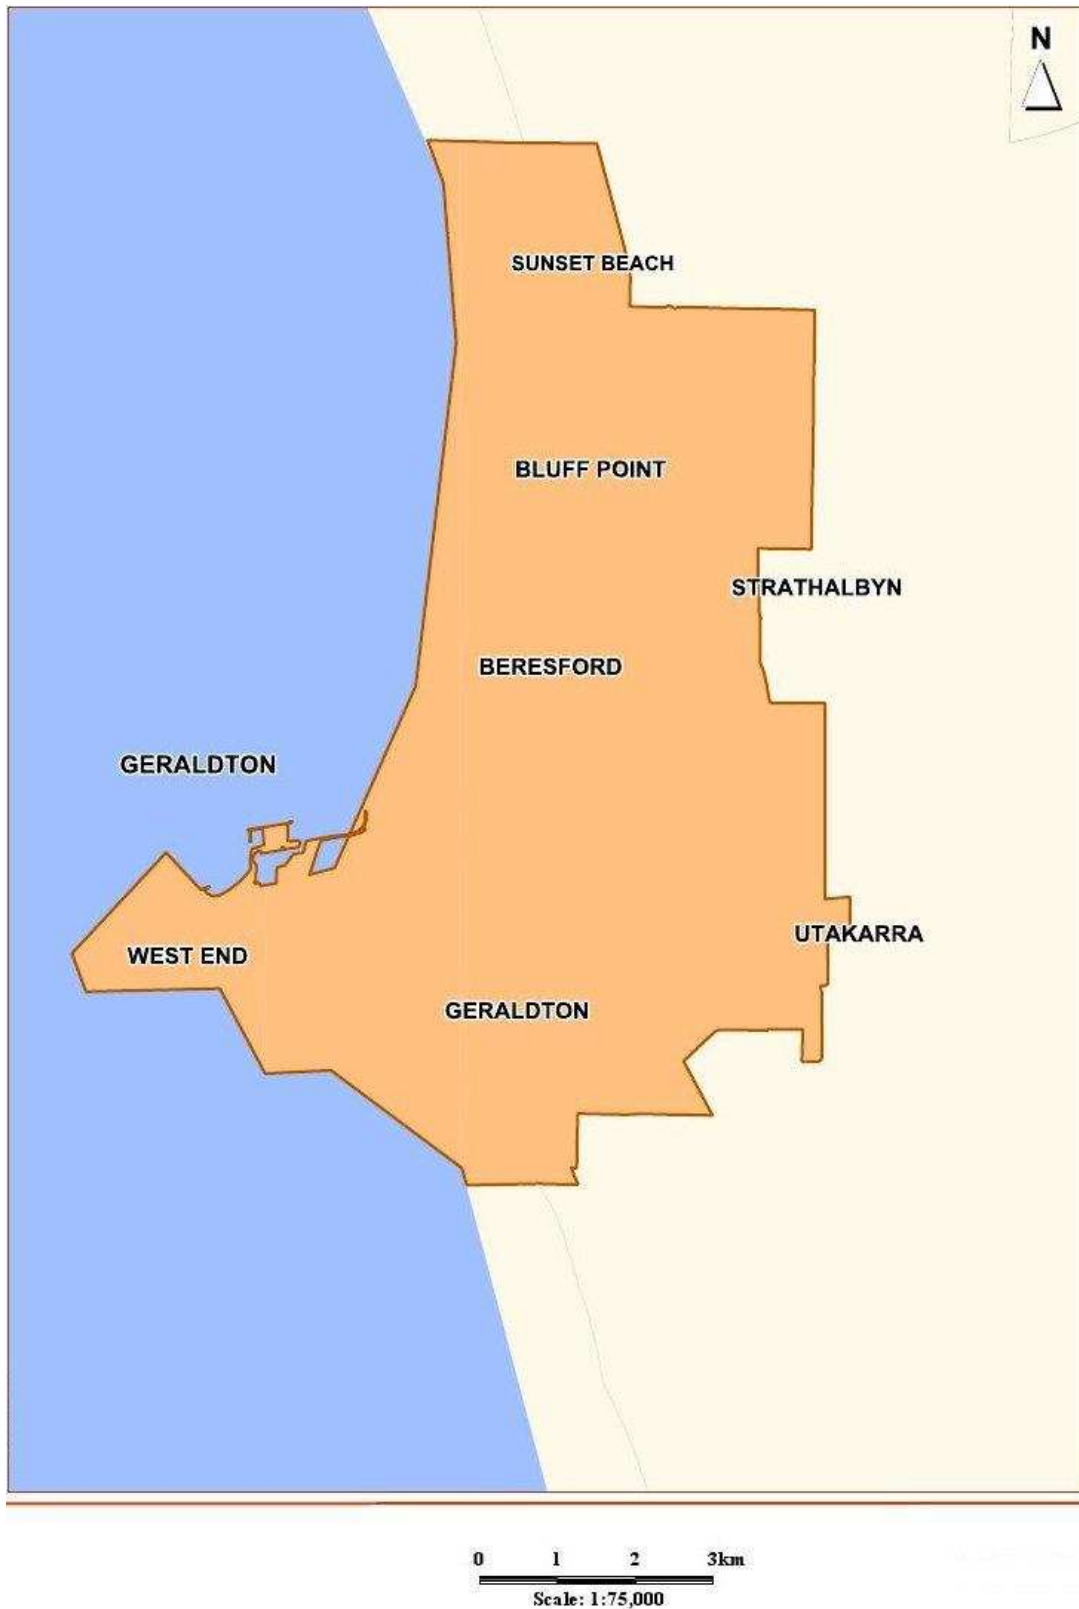 N
SUNSET BEACH
BLUFF POINT
STRATHALBYN
BERESFORD
GERALDTON
UTAKARRA
WEST END
GERALDTON
0 1 2 3km
Scale: 1:75,000